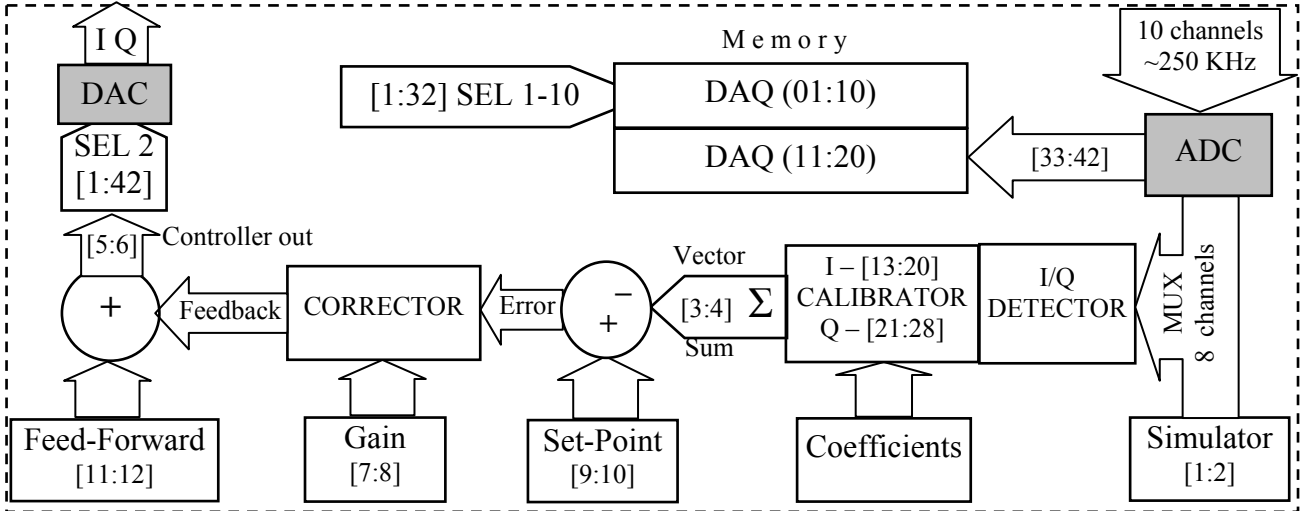 I Q
DAC
SEL 2
[1:42]
[5:6]
Controller out
+
Feedback
CORRECTOR
Error
−
+
Vector
[3:4] Σ
Sum
I – [13:20]
CALIBRATOR
Q – [21:28]
I/Q
DETECTOR
MUX
8 channels
Memory
[1:32] SEL 1-10
DAQ (01:10)
DAQ (11:20)
[33:42]
10 channels
~250 KHz
ADC
Feed-Forward
[11:12]
Gain
[7:8]
Set-Point
[9:10]
Coefficients
Simulator
[1:2]